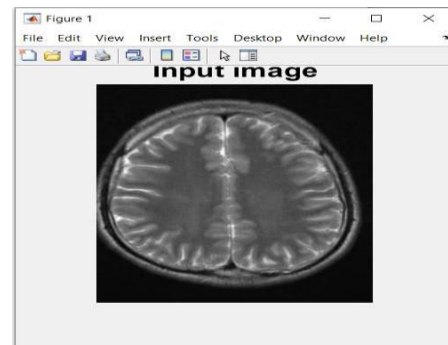 Figure 1
File Edit View Insert Tools Desktop Window Help
Input image